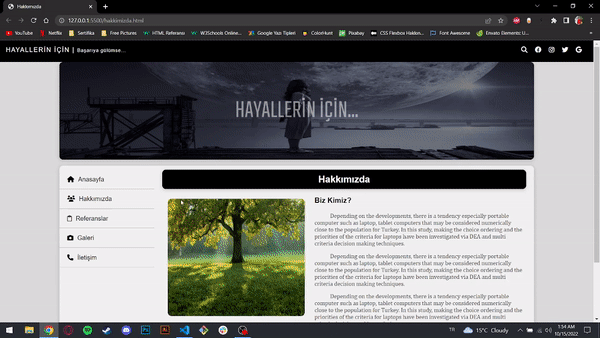 Hakkımızda
127.0.0.1:5500/hakkimizda.html
YouTube Netflix Sertifika Free Pictures HTML Referansı W3Schools Online... Google Yazı Tipleri ColorHunt Pixabay CSS Flexbox Hakkın... Font Awesome Envato Elements: U...
HAYALLERİN İÇİN | Başarıya gülümse...
HAYALLERİN İÇİN...
Anasayfa
Hakkımızda
Referanslar
Galeri
İletişim
Hakkımızda
Biz Kimiz?
Depending on the developments, there is a tendency especially portable
computer such as laptop, tablet computers that may be considered numerically
close to the population for Turkey. In this study, making the choice ordering and the
priorities of the criteria for laptops have been investigated via DEA and multi
criteria decision making techniques.
Depending on the developments, there is a tendency especially portable
computer such as laptop, tablet computers that may be considered numerically
close to the population for Turkey. In this study, making the choice ordering and the
priorities of the criteria for laptops have been investigated via DEA and multi
criteria decision making techniques.
Depending on the developments, there is a tendency especially portable
computer such as laptop, tablet computers that may be considered numerically
close to the population for Turkey. In this study, making the choice ordering and the
priorities of the criteria for laptops have been investigated via DEA and multi
TR 15°C Cloudy 1:54 AM
10/15/2022